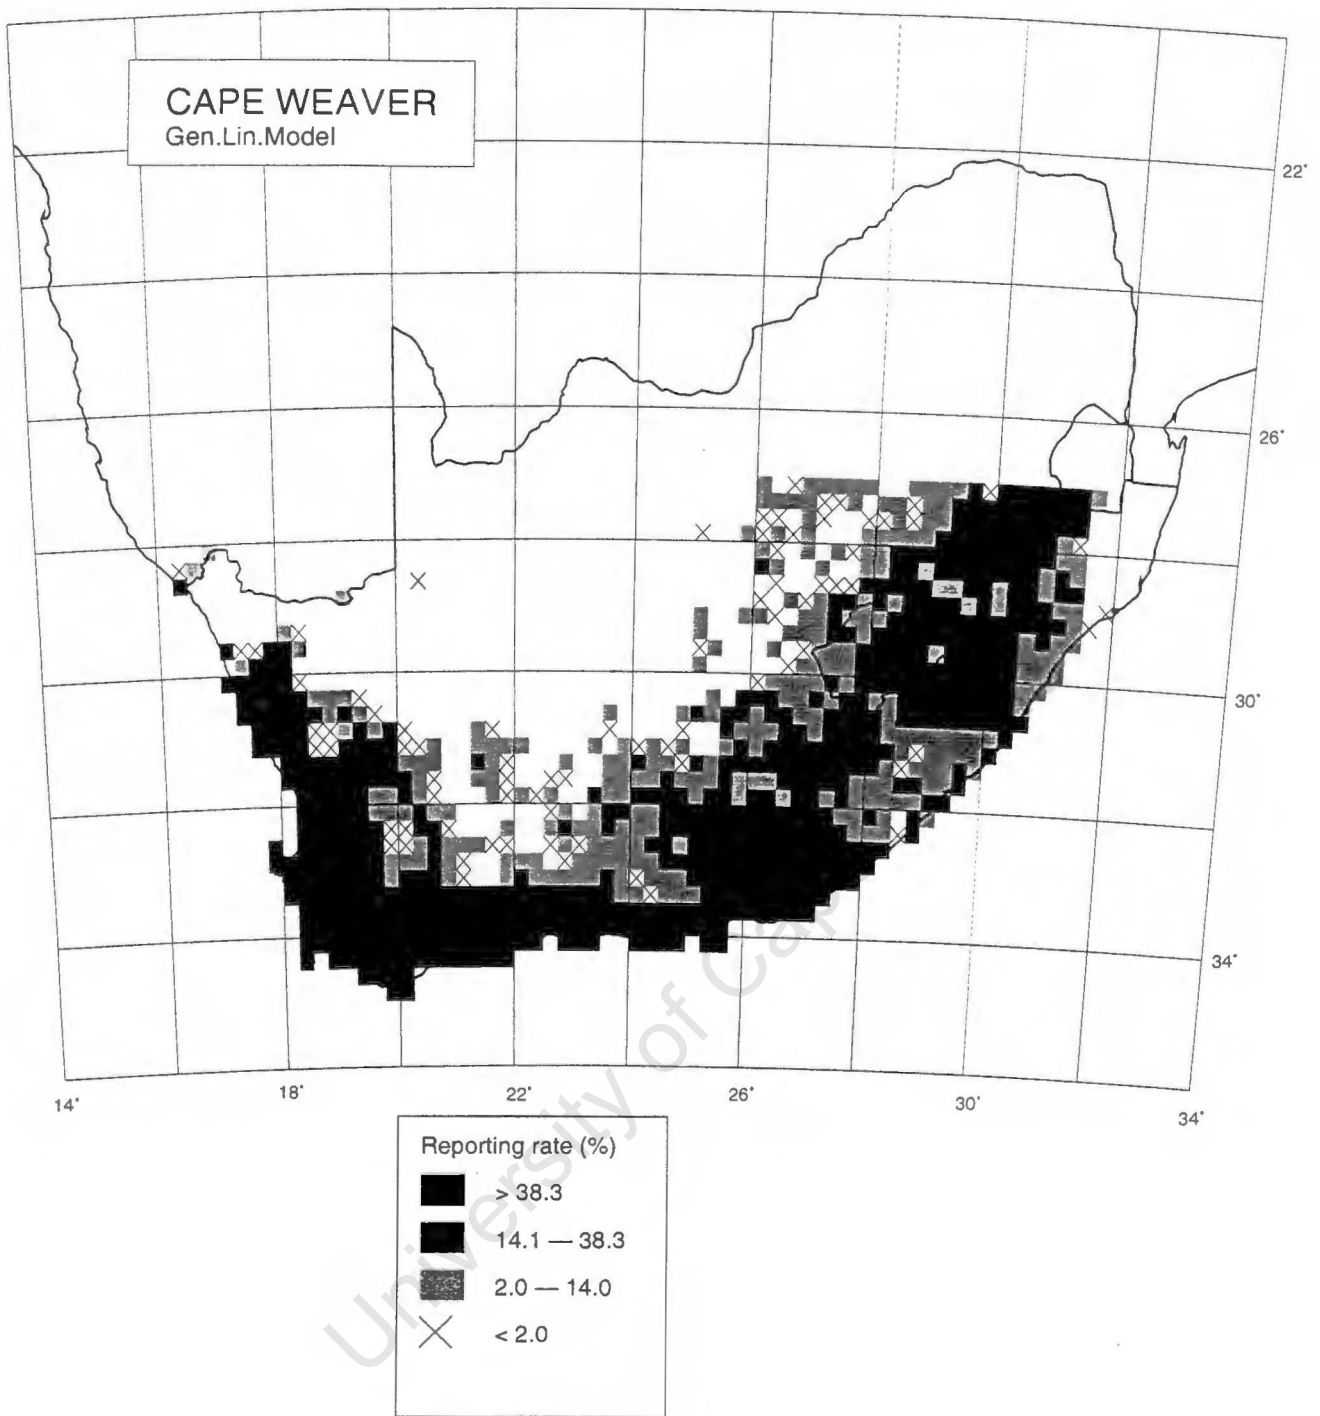 CAPE WEAVER
Gen.Lin.Model
22°
26°
30°
34°
14°
18°
22°
26°
30°
34°
University of Cap
Reporting rate (%)
> 38.3
14.1 — 38.3
2.0 — 14.0
< 2.0